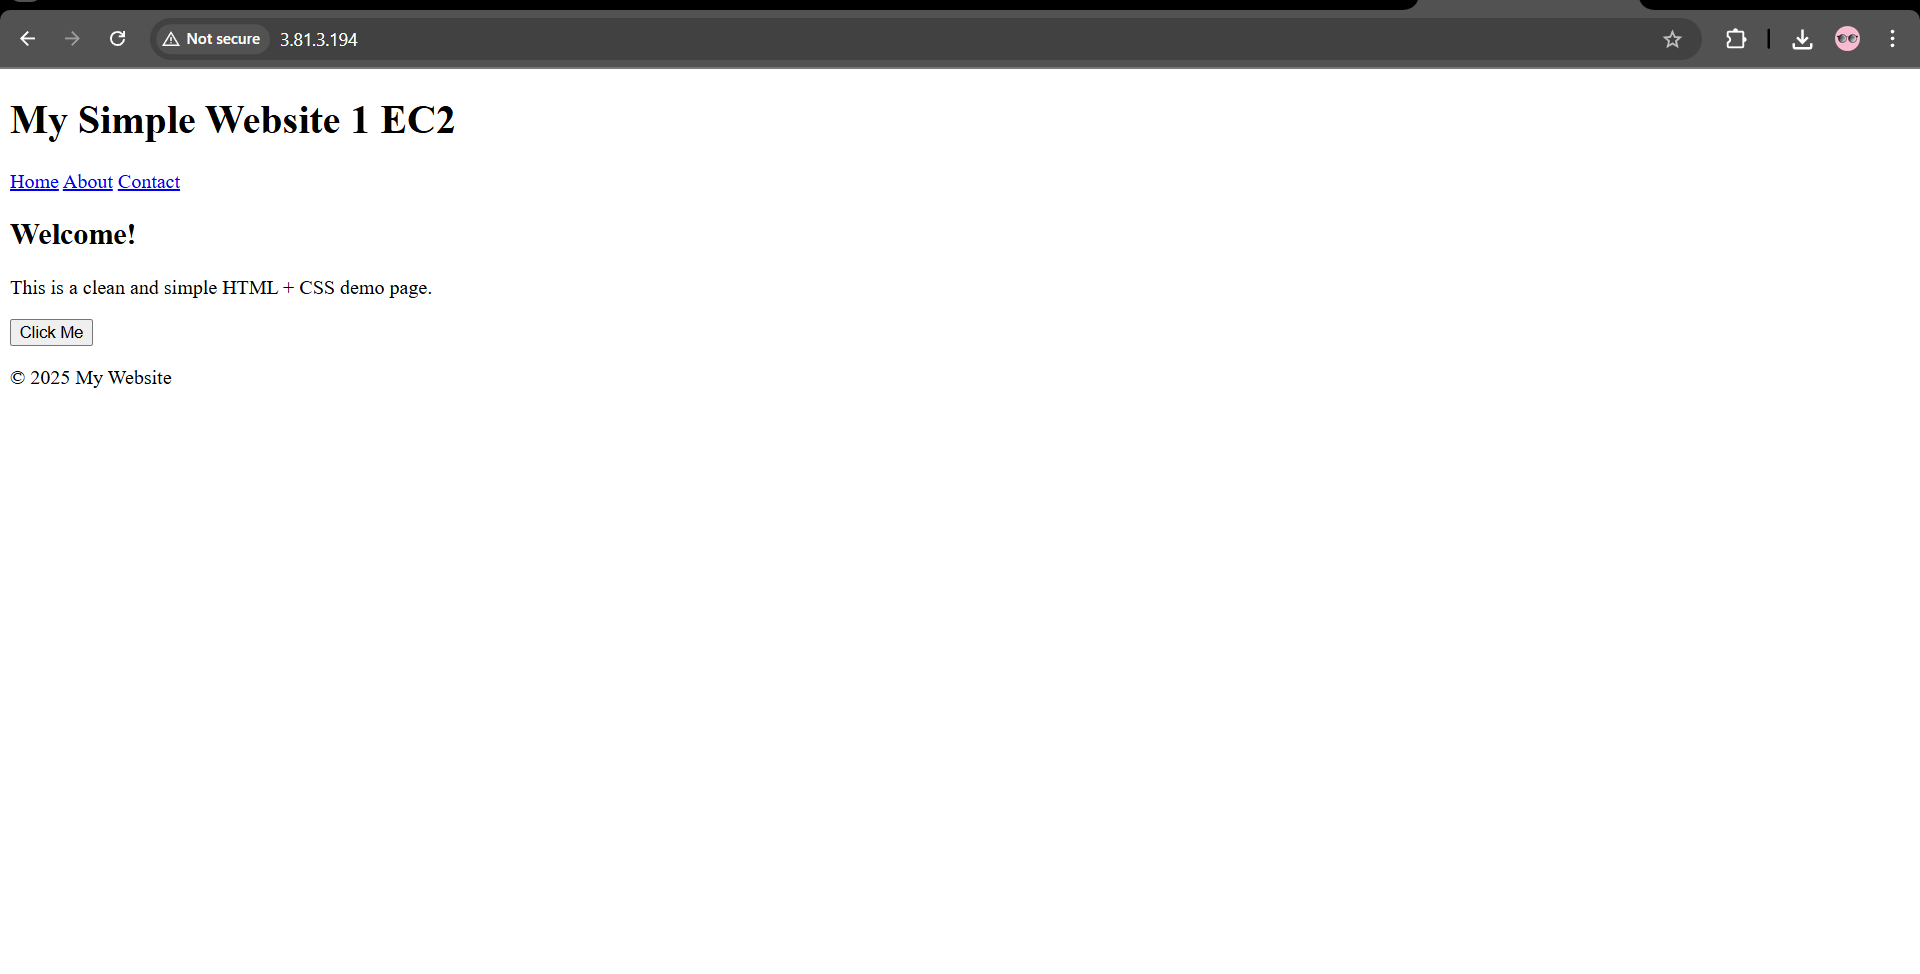 Not secure 3.81.3.194
My Simple Website 1 EC2
Home About Contact
Welcome!
This is a clean and simple HTML + CSS demo page.
Click Me
© 2025 My Website